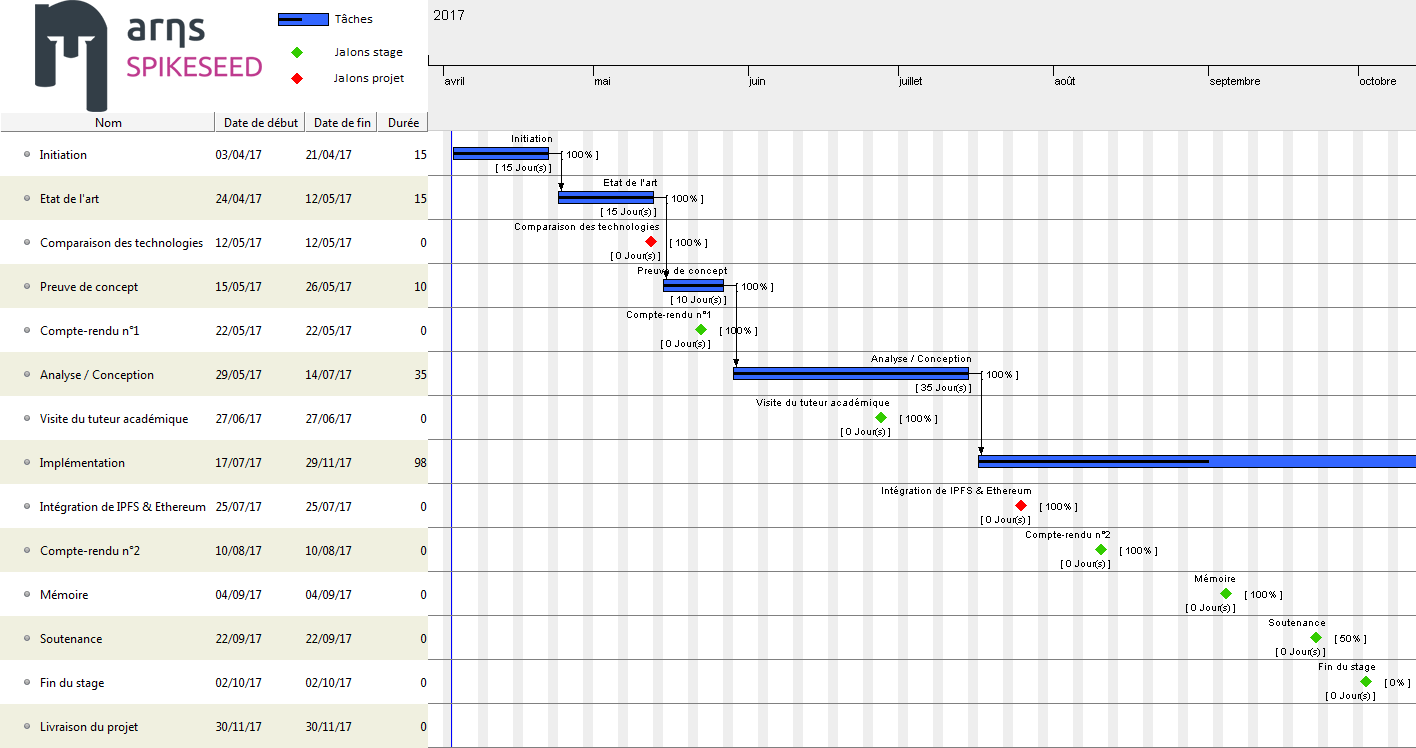 arηs
SPIKESEED
Tâches
Jalons stage
Jalons projet
2017
avril mai juin juillet août septembre octobre
Nom Date de début Date de fin Durée
Initiation 03/04/17 21/04/17 15
Initiation
[ 100% ]
[ 15 Jour(s) ]
Etat de l'art 24/04/17 12/05/17 15
Etat de l'art
[ 100% ]
[ 15 Jour(s) ]
Comparaison des technologies 12/05/17 12/05/17 0
Comparaison des technologies
[ 100% ]
[ 0 Jour(s) ]
Preuve de concept 15/05/17 26/05/17 10
Preuve de concept
[ 100% ]
[ 10 Jour(s) ]
Compte-rendu n°1 22/05/17 22/05/17 0
Compte-rendu n°1
[ 100% ]
[ 0 Jour(s) ]
Analyse / Conception 29/05/17 14/07/17 35
Analyse / Conception
[ 100% ]
[ 35 Jour(s) ]
Visite du tuteur académique 27/06/17 27/06/17 0
Visite du tuteur académique
[ 100% ]
[ 0 Jour(s) ]
Implémentation 17/07/17 29/11/17 98
Intégration de IPFS & Ethereum 25/07/17 25/07/17 0
Intégration de IPFS & Ethereum
[ 100% ]
[ 0 Jour(s) ]
Compte-rendu n°2 10/08/17 10/08/17 0
Compte-rendu n°2
[ 100% ]
[ 0 Jour(s) ]
Mémoire 04/09/17 04/09/17 0
Mémoire
[ 100% ]
[ 0 Jour(s) ]
Soutenance 22/09/17 22/09/17 0
Soutenance
[ 50% ]
[ 0 Jour(s) ]
Fin du stage 02/10/17 02/10/17 0
Fin du stage
[ 0% ]
[ 0 Jour(s) ]
Livraison du projet 30/11/17 30/11/17 0